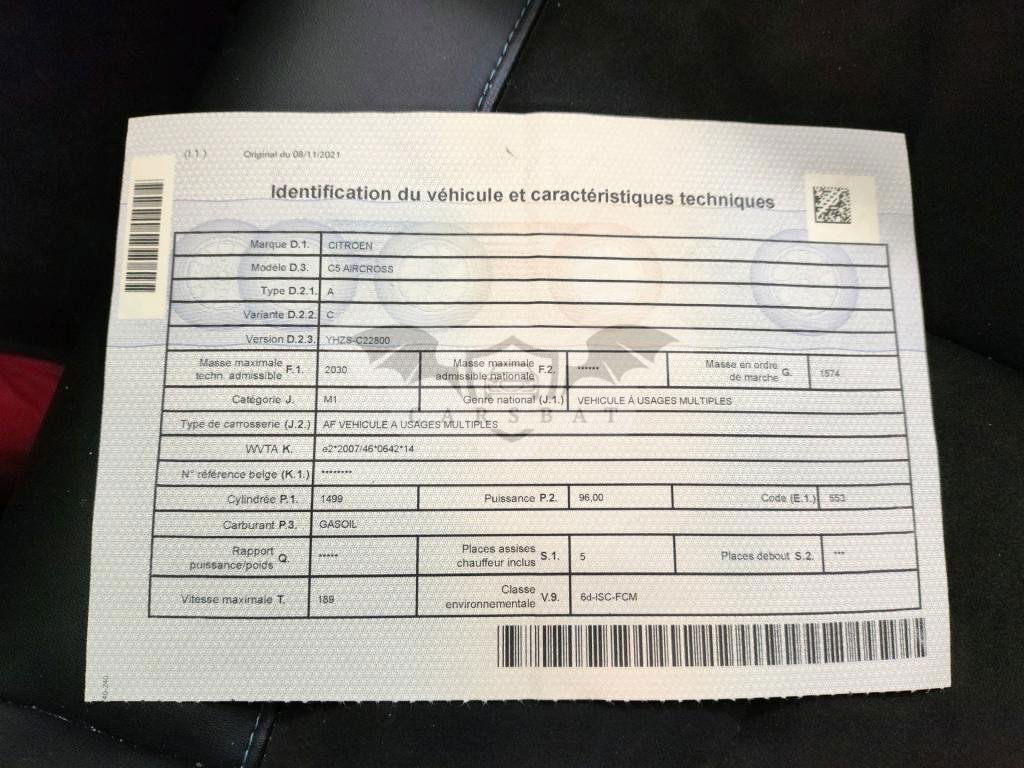 (I.1.) Original du 08/11/2021
Identification du véhicule et caractéristiques techniques
Marque D.1. CITROEN
Modèle D.3. C5 AIRCROSS
Type D.2.1. A
Variante D.2.2. C
Version D.2.3. YHZS-C22800
Masse maximale techn. admissible F.1. 2030 Masse maximale admissible nationale F.2. ****** Masse en ordre de marche G. 1574
Catégorie J. M1 Genre national (J.1.) VEHICULE À USAGES MULTIPLES
CARSBAT
Type de carrosserie (J.2.) AF VEHICULE A USAGES MULTIPLES
WVTA K. e2*2007/46*0642*14
N° référence belge (K.1.) ********
Cylindrée P.1. 1499 Puissance P.2. 96,00 Code (E.1.) 553
Carburant P.3. GASOIL
Rapport puissance/poids Q. ***** Places assises chauffeur inclus S.1. 5 Places debout S.2. ***
Vitesse maximale T. 189 Classe environnementale V.9. 6d-ISC-FCM